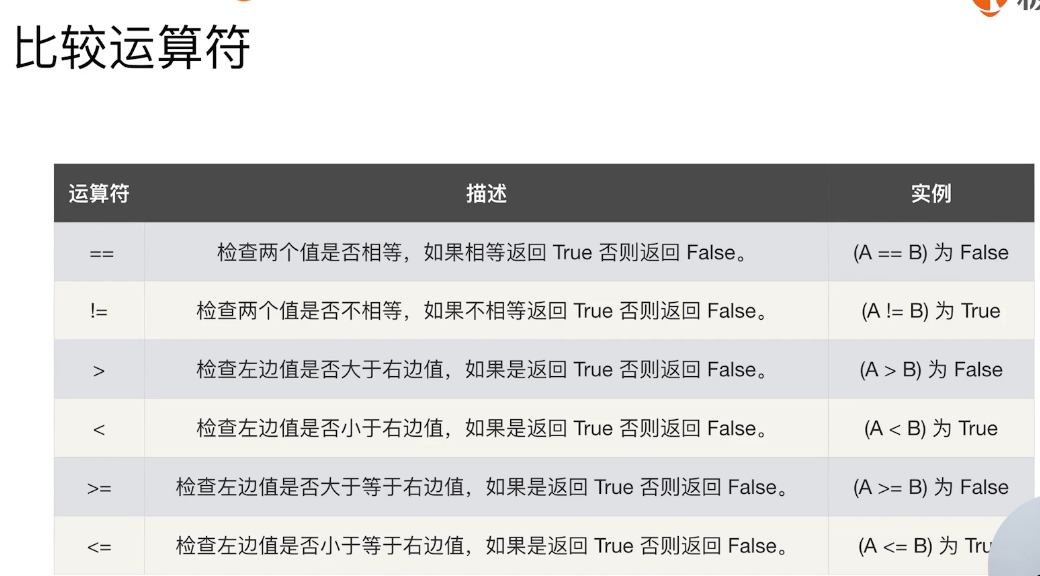 比较运算符
运算符 描述 实例
== 检查两个值是否相等，如果相等返回 True 否则返回 False。 (A == B) 为 False
!= 检查两个值是否不相等，如果不相等返回 True 否则返回 False。 (A != B) 为 True
> 检查左边值是否大于右边值，如果是返回 True 否则返回 False。 (A > B) 为 False
< 检查左边值是否小于右边值，如果是返回 True 否则返回 False。 (A < B) 为 True
>= 检查左边值是否大于等于右边值，如果是返回 True 否则返回 False。 (A >= B) 为 False
<= 检查左边值是否小于等于右边值，如果是返回 True 否则返回 False。 (A <= B) 为